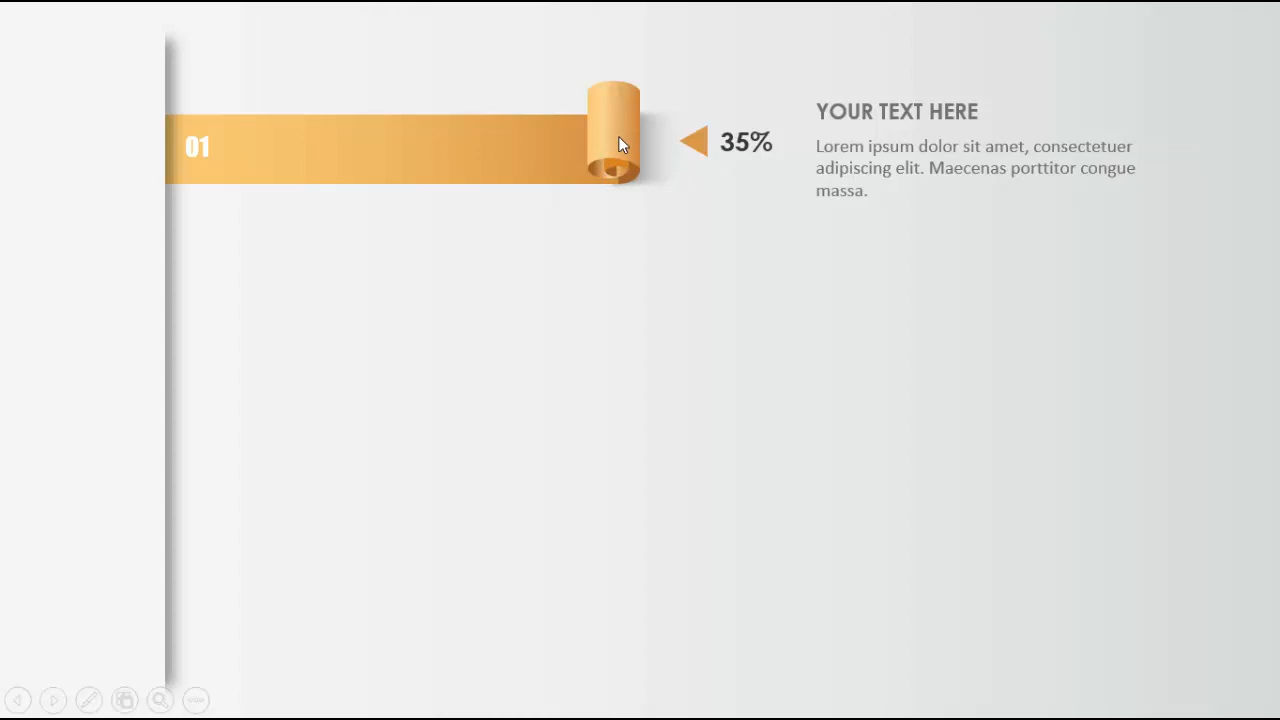 01
35%
YOUR TEXT HERE
Lorem ipsum dolor sit amet, consectetuer
adipiscing elit. Maecenas porttitor congue
massa.